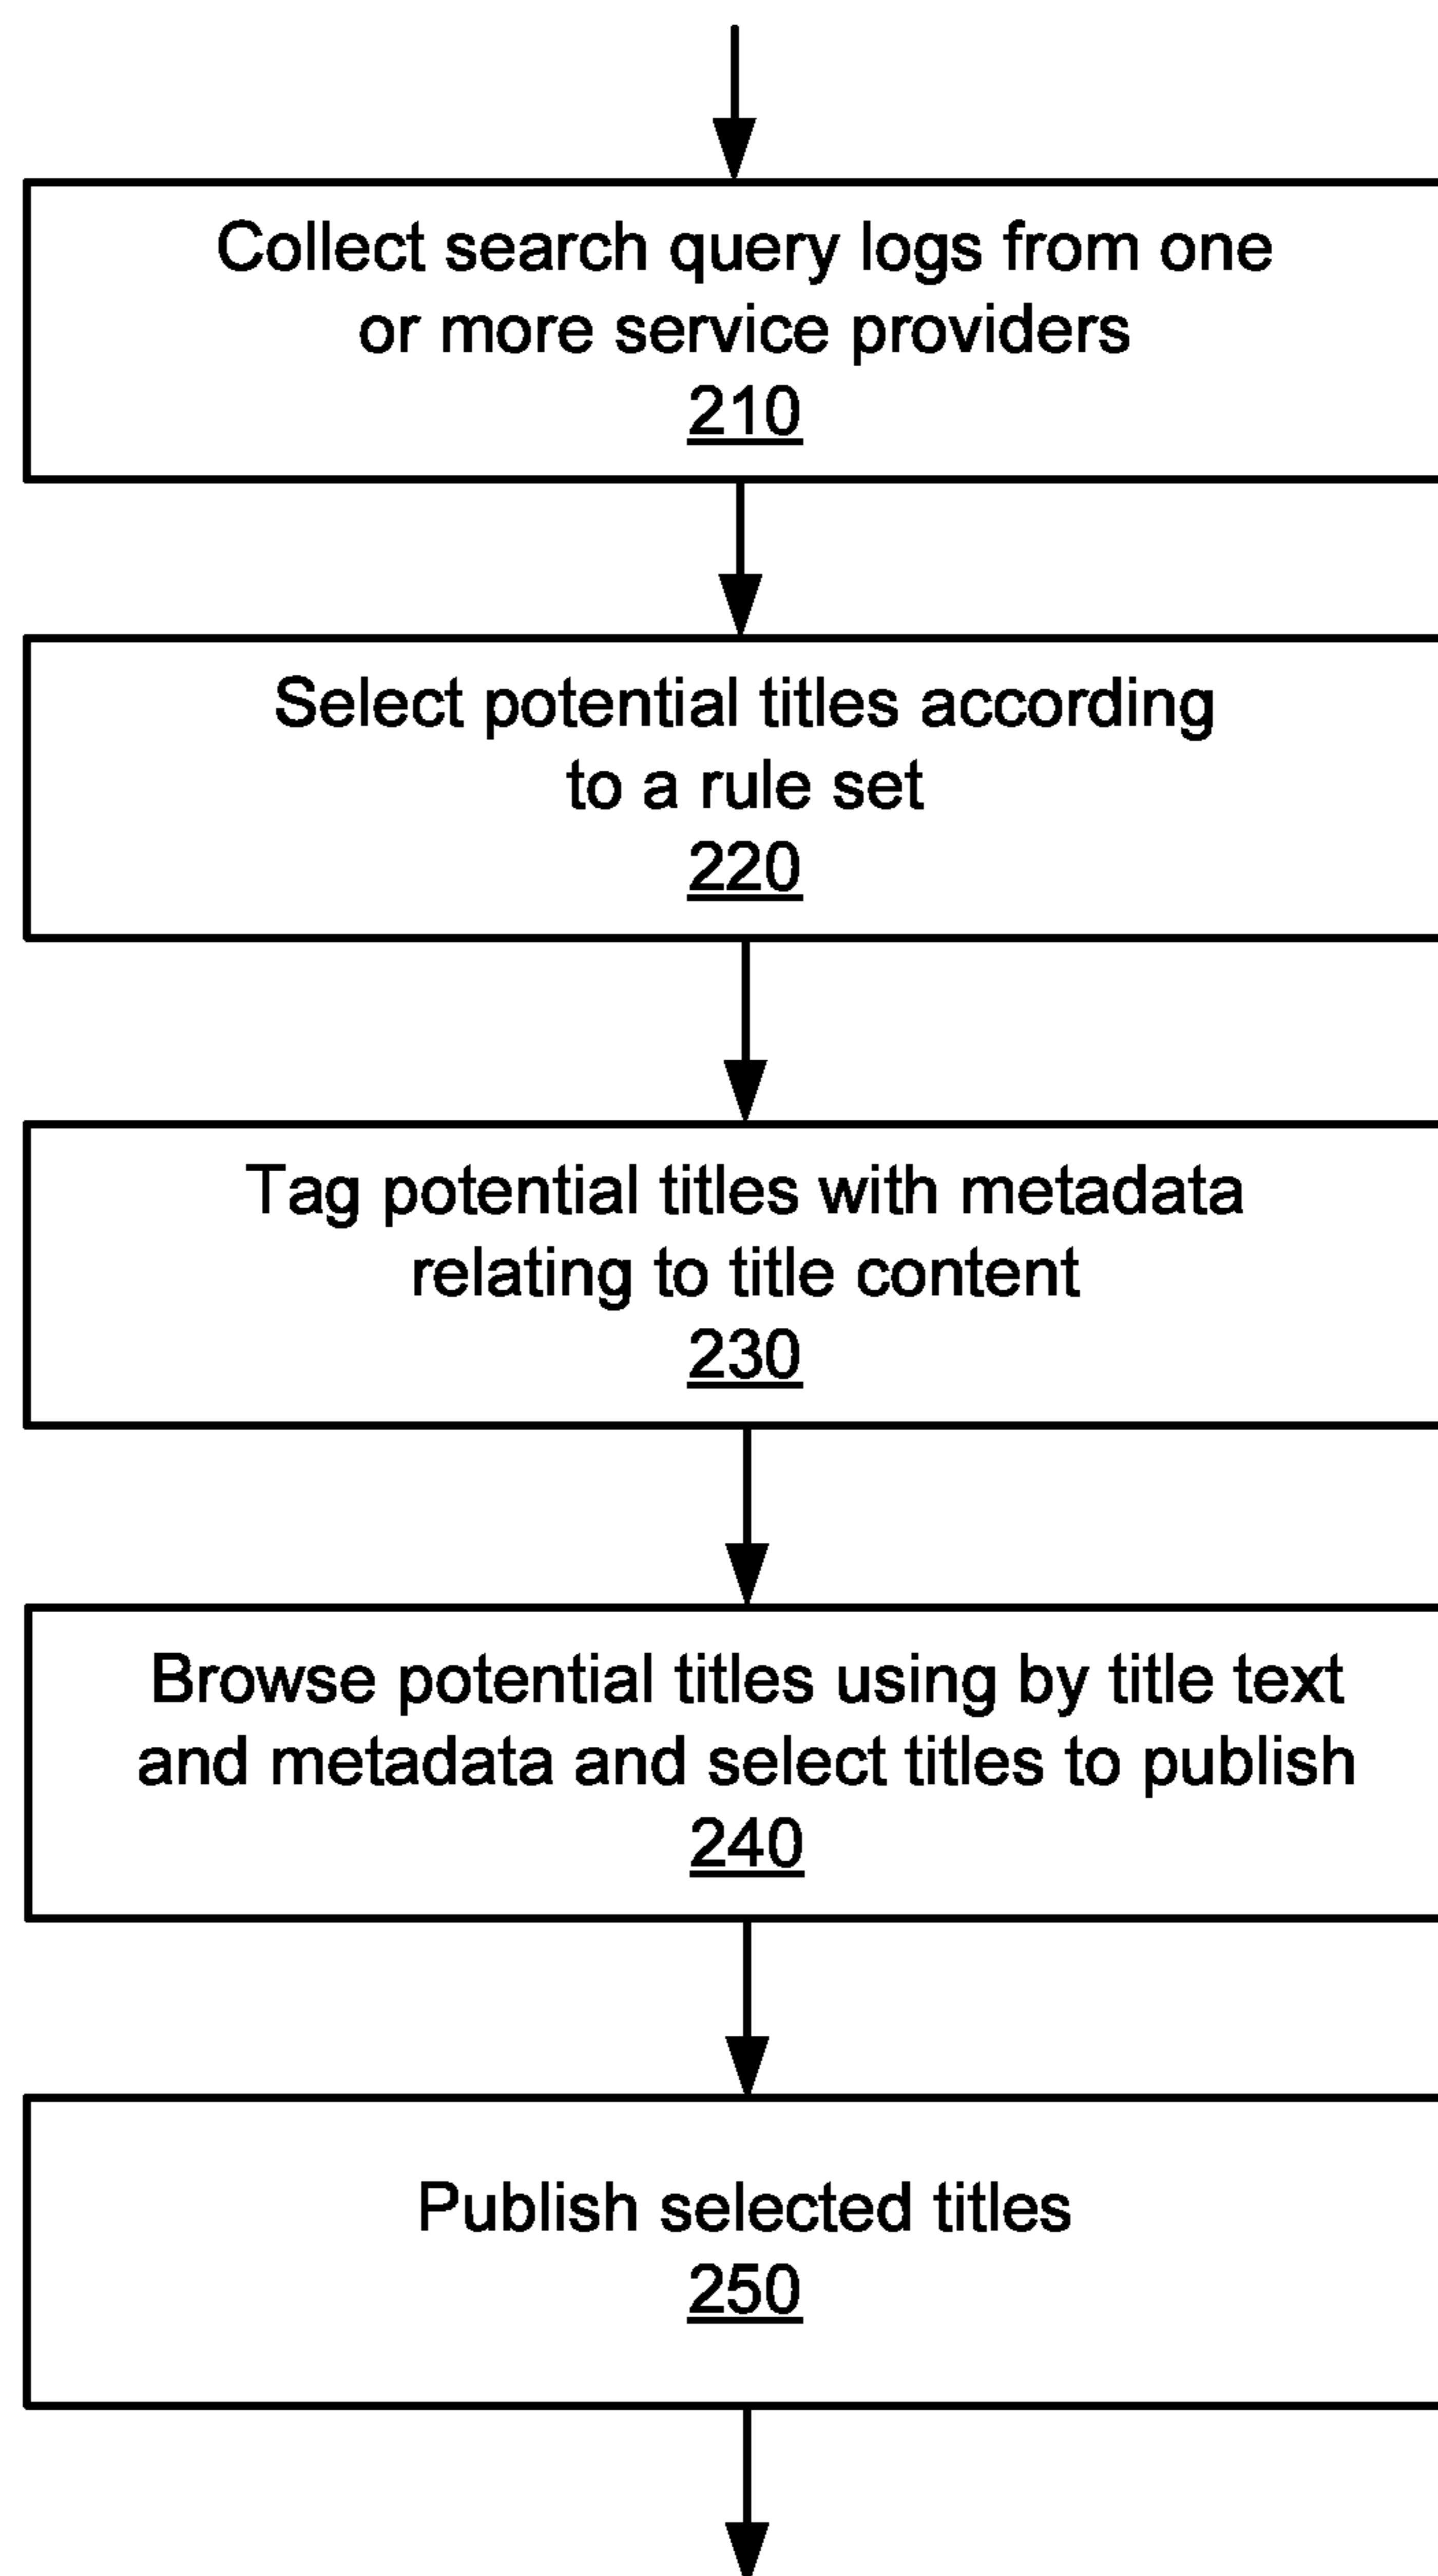 Collect search query logs from one
or more service providers
210
Select potential titles according
to a rule set
220
Tag potential titles with metadata
relating to title content
230
Browse potential titles using by title text
and metadata and select titles to publish
240
Publish selected titles
250